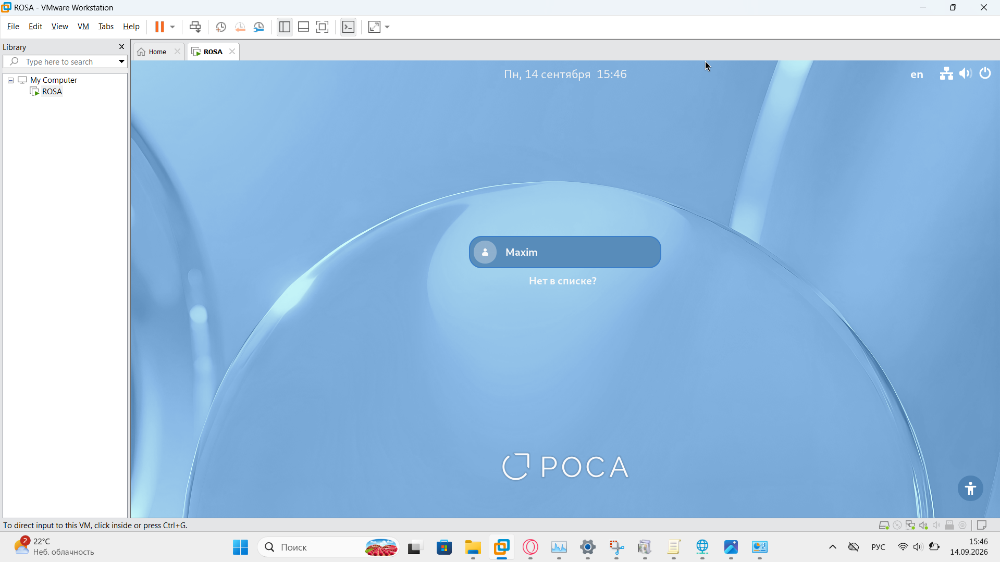 ROSA - VMware Workstation
File Edit View VM Tabs Help
Library
Home
ROSA
Type here to search
My Computer
ROSA
Пн, 14 сентября 15:46
en
Maxim
Нет в списке?
РОСА
To direct input to this VM, click inside or press Ctrl+G.
2
22°C
Неб. облачность
Поиск
РУС
15:46
14.09.2026